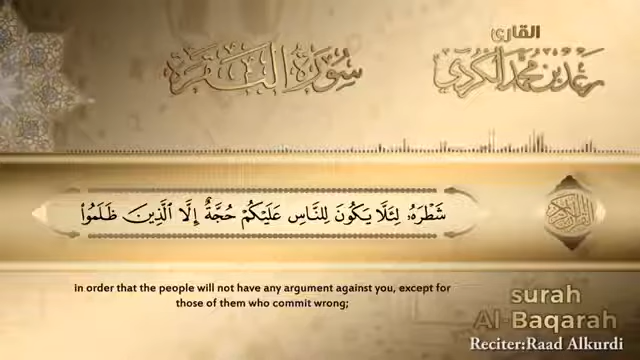 القارئ
رعد بن محمد الكردي
سورة البقرة
شَطْرَهُۥ لِئَلَّا يَكُونَ لِلنَّاسِ عَلَيْكُمْ حُجَّةٌ إِلَّا ٱلَّذِينَ ظَلَمُوا۟
in order that the people will not have any argument against you, except for
those of them who commit wrong;
surah
Al-Baqarah
Reciter:Raad Alkurdi